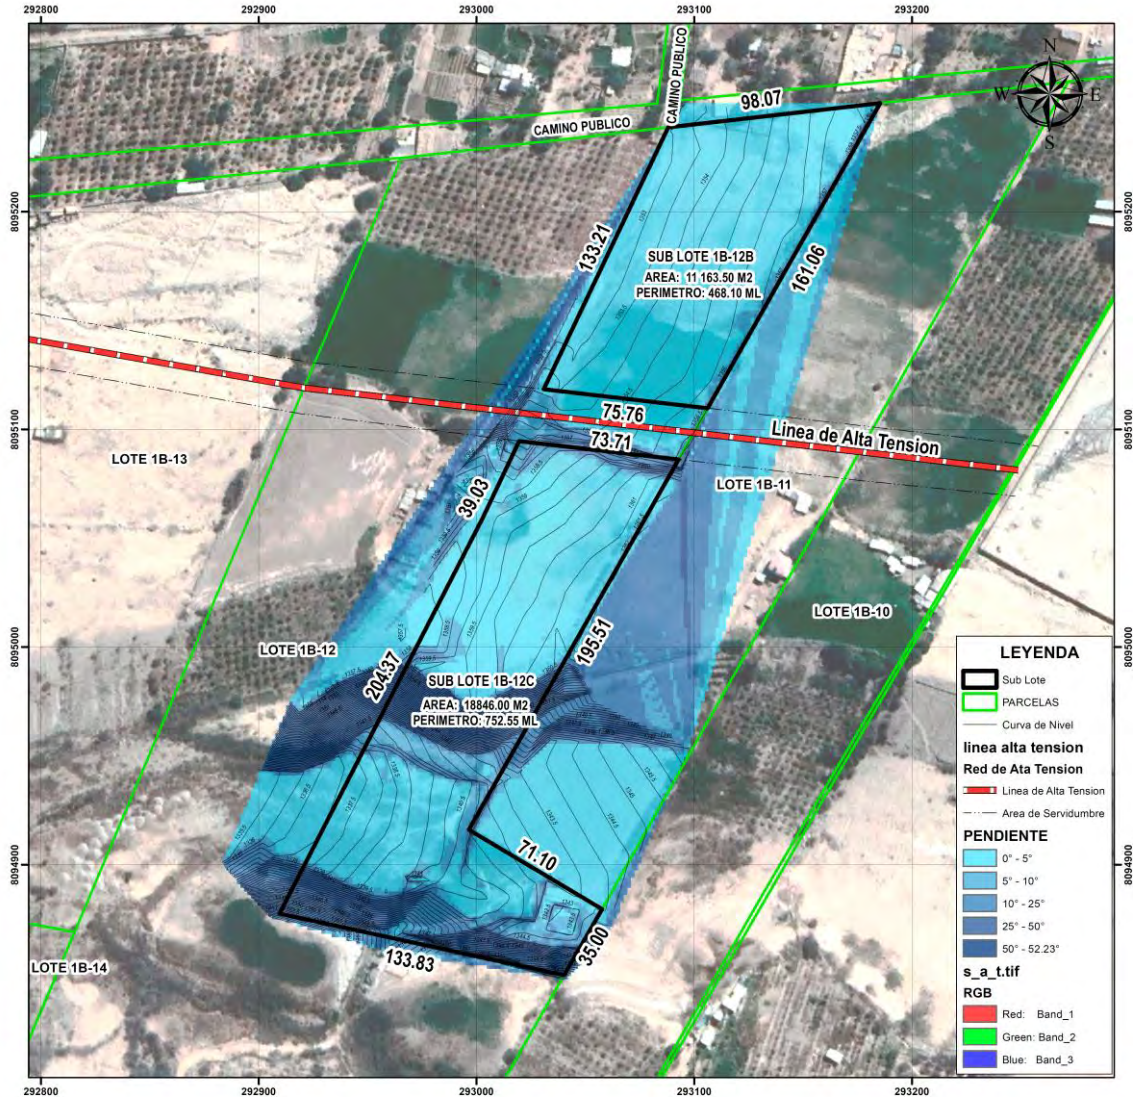 292800
292900
293000
293100
293200
N
W
E
S
CAMINO PUBLICO
98.07
CAMINO PUBLICO
8095200
8095200
133.21
SUB LOTE 1B-12B
AREA: 11 163.50 M2
PERIMETRO: 468.10 ML
161.06
75.76
73.71
Linea de Alta Tension
8095100
8095100
LOTE 1B-13
LOTE 1B-11
39.03
LOTE 1B-10
LOTE 1B-12
195.51
204.37
SUB LOTE 1B-12C
AREA: 18846.00 M2
PERIMETRO: 752.55 ML
8095000
8095000
71.10
8094900
8094900
35.00
133.83
LOTE 1B-14
LEYENDA
Sub Lote
PARCELAS
Curva de Nivel
linea alta tension
Red de Ata Tension
Linea de Alta Tension
Area de Servidumbre
PENDIENTE
0° - 5°
5° - 10°
10° - 25°
25° - 50°
50° - 52.23°
s_a_t.tif
RGB
Red: Band_1
Green: Band_2
Blue: Band_3
292800
292900
293000
293100
293200